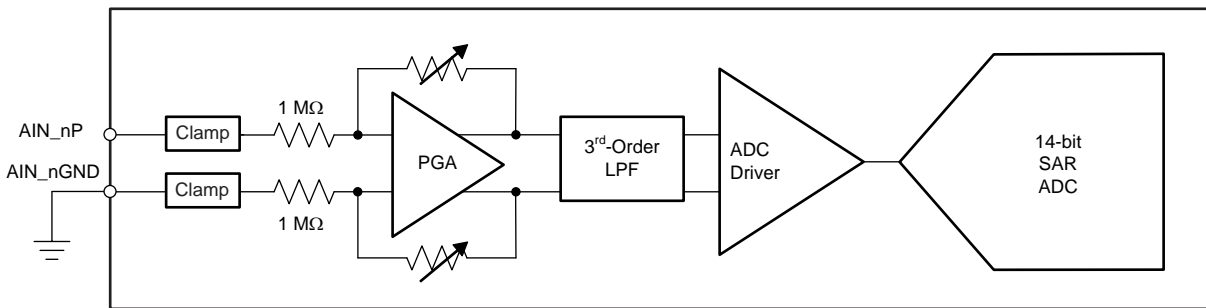 AIN_nP
AIN_nGND
Clamp
Clamp
1 MΩ
1 MΩ
PGA
3rd-Order
LPF
ADC
Driver
14-bit
SAR
ADC